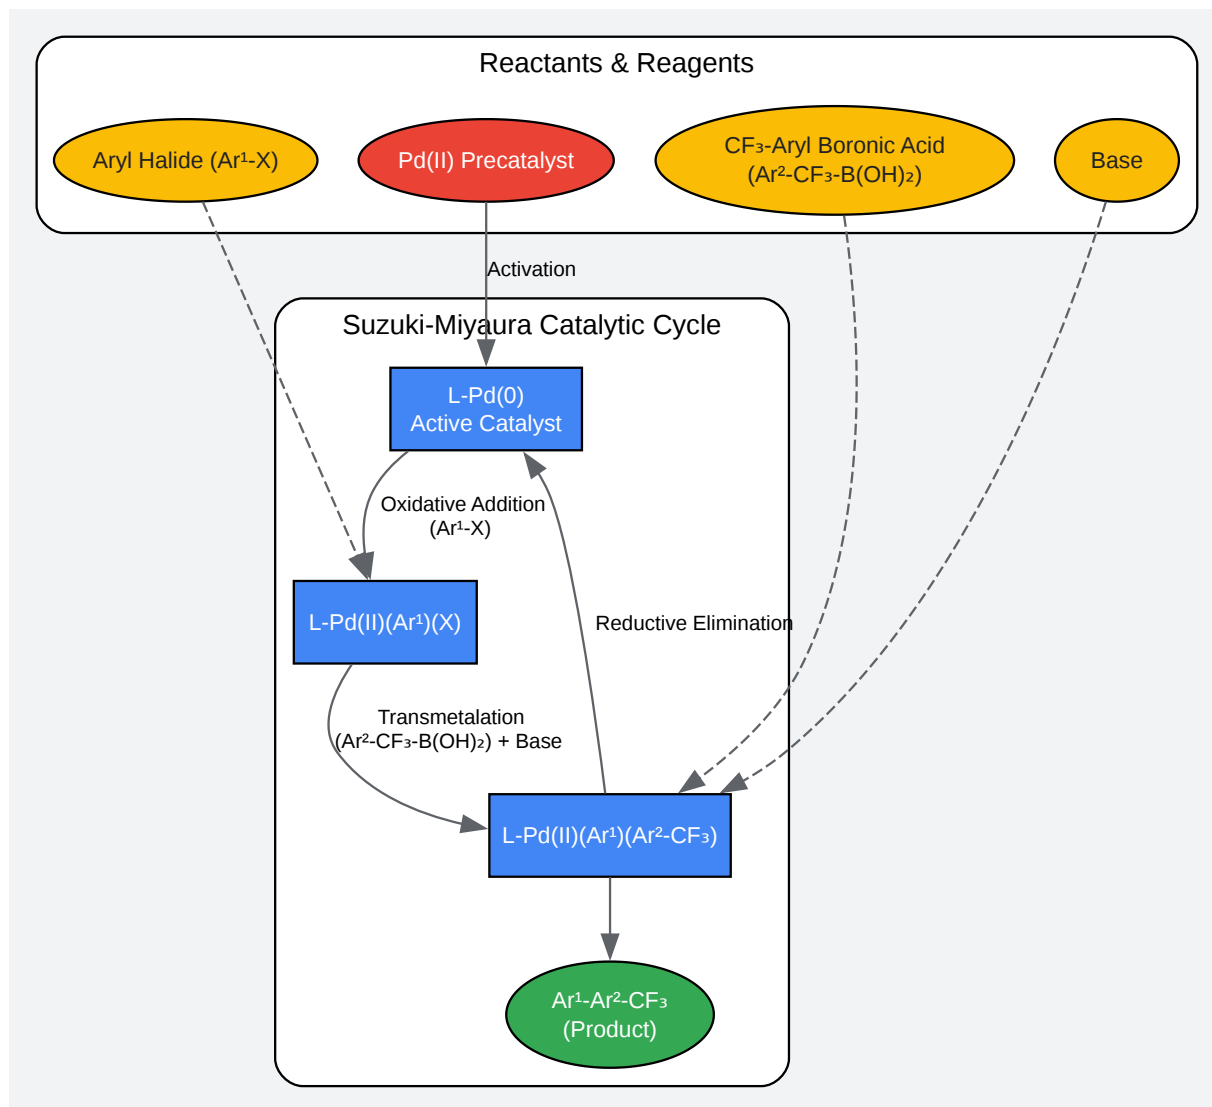 Reactants & Reagents
Aryl Halide (Ar¹-X)
Pd(II) Precatalyst
CF₃-Aryl Boronic Acid
(Ar²-CF₃-B(OH)₂)
Base
Activation
Suzuki-Miyaura Catalytic Cycle
L-Pd(0)
Active Catalyst
Oxidative Addition
(Ar¹-X)
L-Pd(II)(Ar¹)(X)
Reductive Elimination
Transmetalation
(Ar²-CF₃-B(OH)₂) + Base
L-Pd(II)(Ar¹)(Ar²-CF₃)
Ar¹-Ar²-CF₃
(Product)